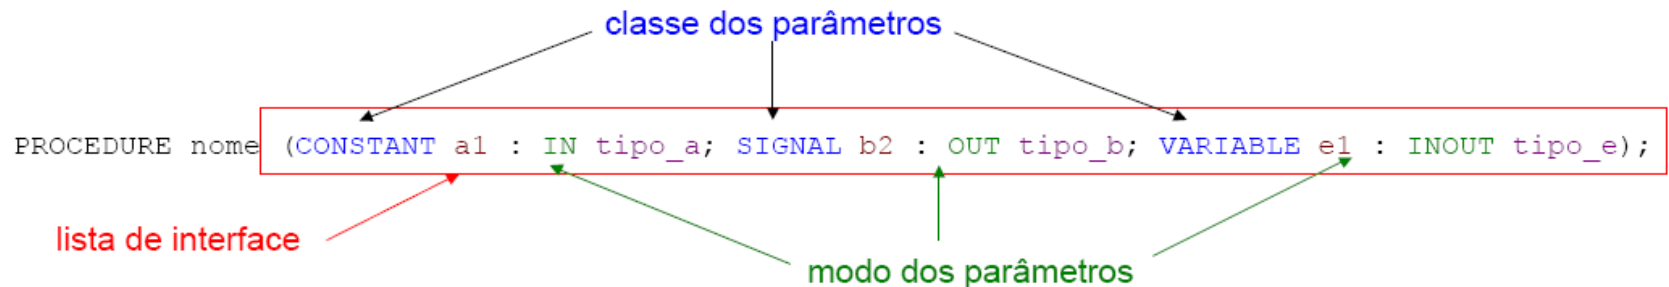 classe dos parâmetros
PROCEDURE nome (CONSTANT a1 : IN tipo_a; SIGNAL b2 : OUT tipo_b; VARIABLE e1 : INOUT tipo_e);
lista de interface
modo dos parâmetros